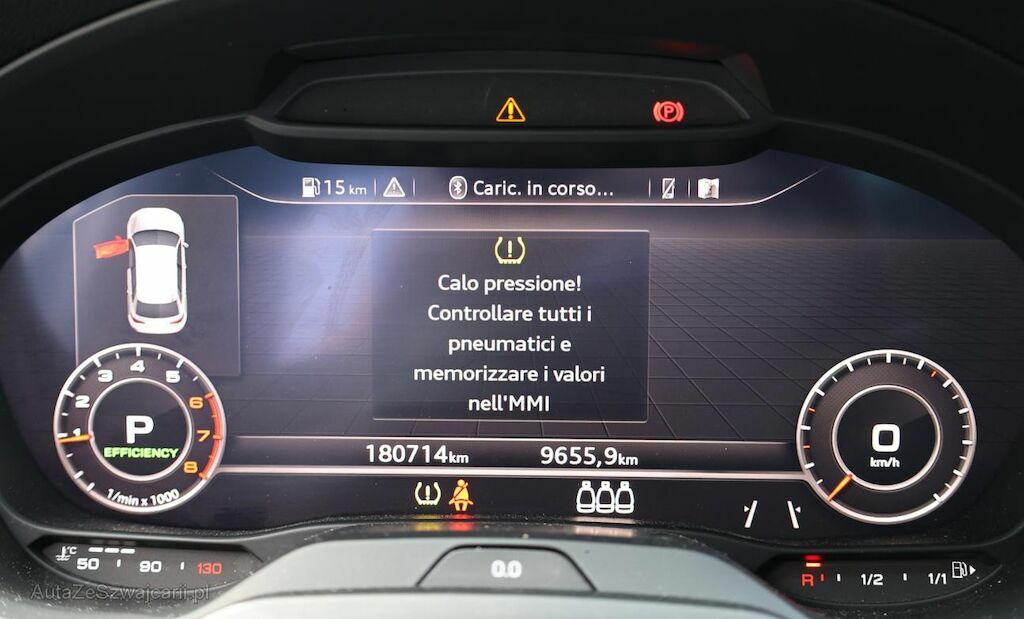 P
15 km
Caric. in corso...
Calo pressione!
Controllare tutti i
pneumatici e
memorizzare i valori
nell'MMI
1 2 3 4 5 6 7 8
P
EFFICIENCY
1/min x 1000
0
km/h
180714km
9655,9km
°C
50 90 130
0.0
R 1/2 1/1
AutaZeSzwajcarii.pl